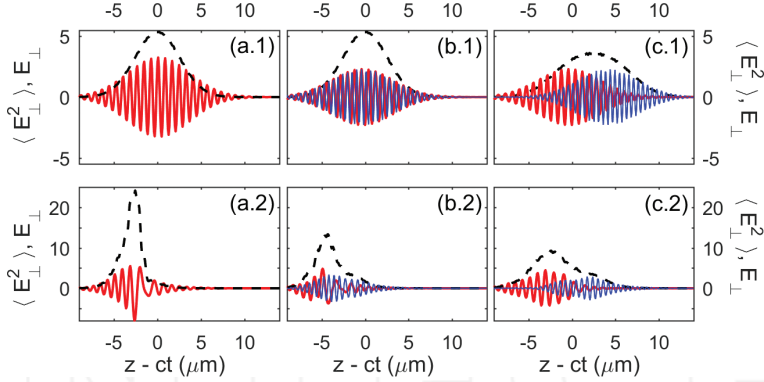 -5 0 5 10 -5 0 5 10 -5 0 5 10
5 (a.1) (b.1) (c.1) 5
0 0
-5 -5
⟨ E⊥² ⟩, E⊥ ⟨ E⊥² ⟩, E⊥
20 (a.2) (b.2) (c.2) 20
10 10
0 0
⟨ E⊥² ⟩, E⊥ ⟨ E⊥² ⟩, E⊥
-5 0 5 10 -5 0 5 10 -5 0 5 10
z - ct (μm) z - ct (μm) z - ct (μm)